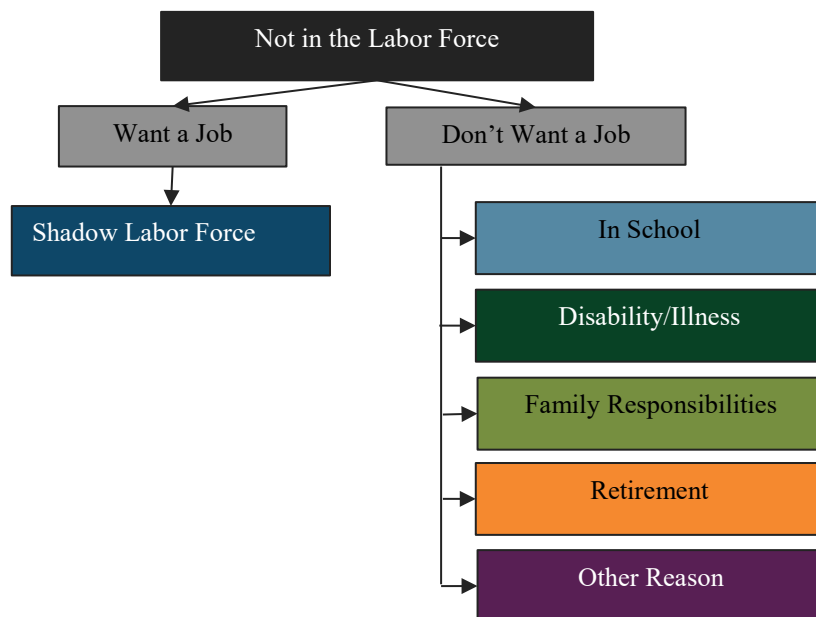 Not in the Labor Force
Want a Job
Don’t Want a Job
Shadow Labor Force
In School
Disability/Illness
Family Responsibilities
Retirement
Other Reason